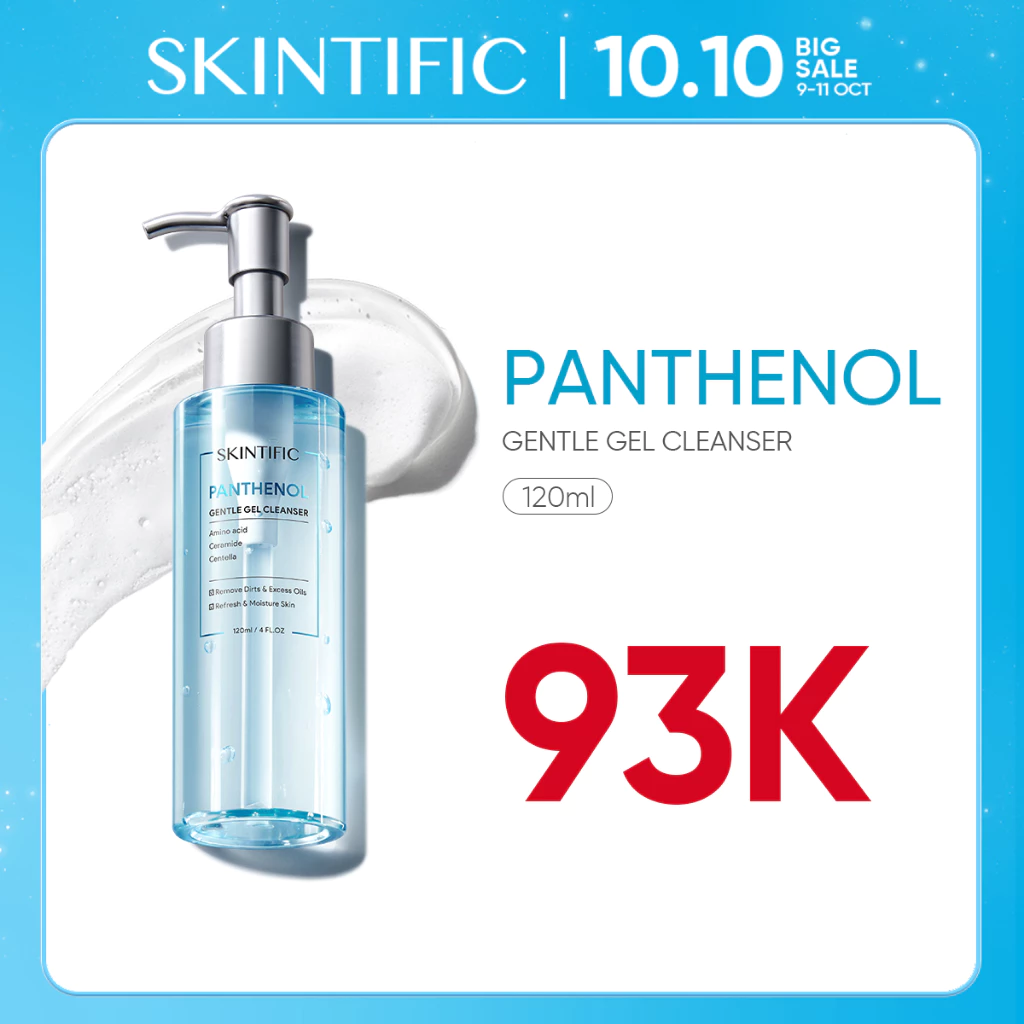 SKINTIFIC | 10.10 BIG SALE 9-11 OCT
PANTHENOL
GENTLE GEL CLEANSER
120ml
93K
SKINTIFIC
PANTHENOL
GENTLE GEL CLEANSER
Amino acid
Ceramide
Centella
Remove Dirts & Excess Oils
Refresh & Moisture Skin
120ml / 4 FL.OZ